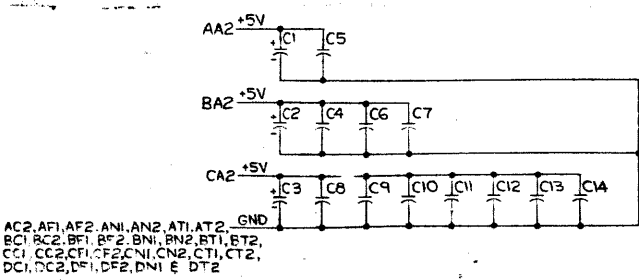 AA2 +5V
C1 C5
+
-
BA2 +5V
C2 C4 C6 C7
+
-
CA2 +5V
C3 C8 C9 C10 C11 C12 C13 C14
+
-
GND
AC2,AF1,AF2,AN1,AN2,AT1,AT2,
BC1,BC2,BF1,BF2,BN1,BN2,BT1,BT2,
CC1,CC2,CF1,CF2,CN1,CN2,CT1,CT2,
DC1,DC2,DF1,DF2,DN1 & DT2